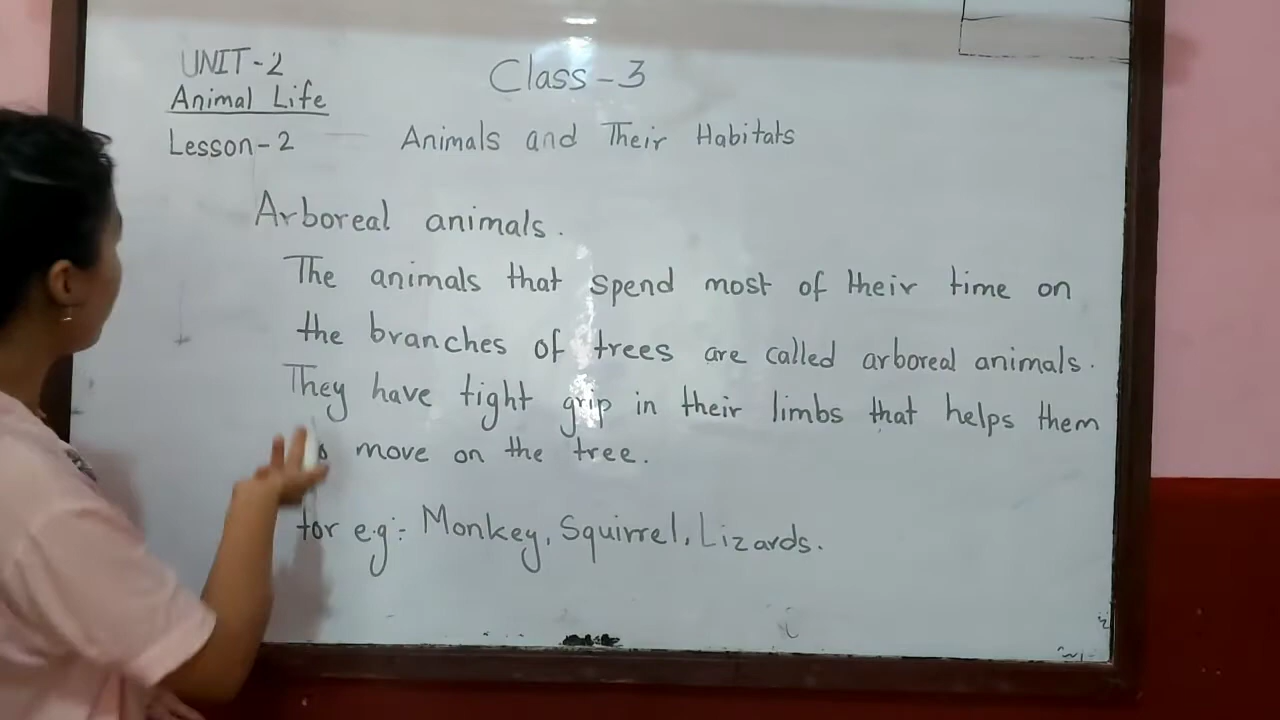 UNIT-2
Class-3
Animal Life
Lesson-2 Animals and Their Habitats
Arboreal animals.
The animals that spend most of their time on
the branches of trees are called arboreal animals.
They have tight grip in their limbs that helps them
move on the tree.
for e.g:- Monkey, Squirrel, Lizards.